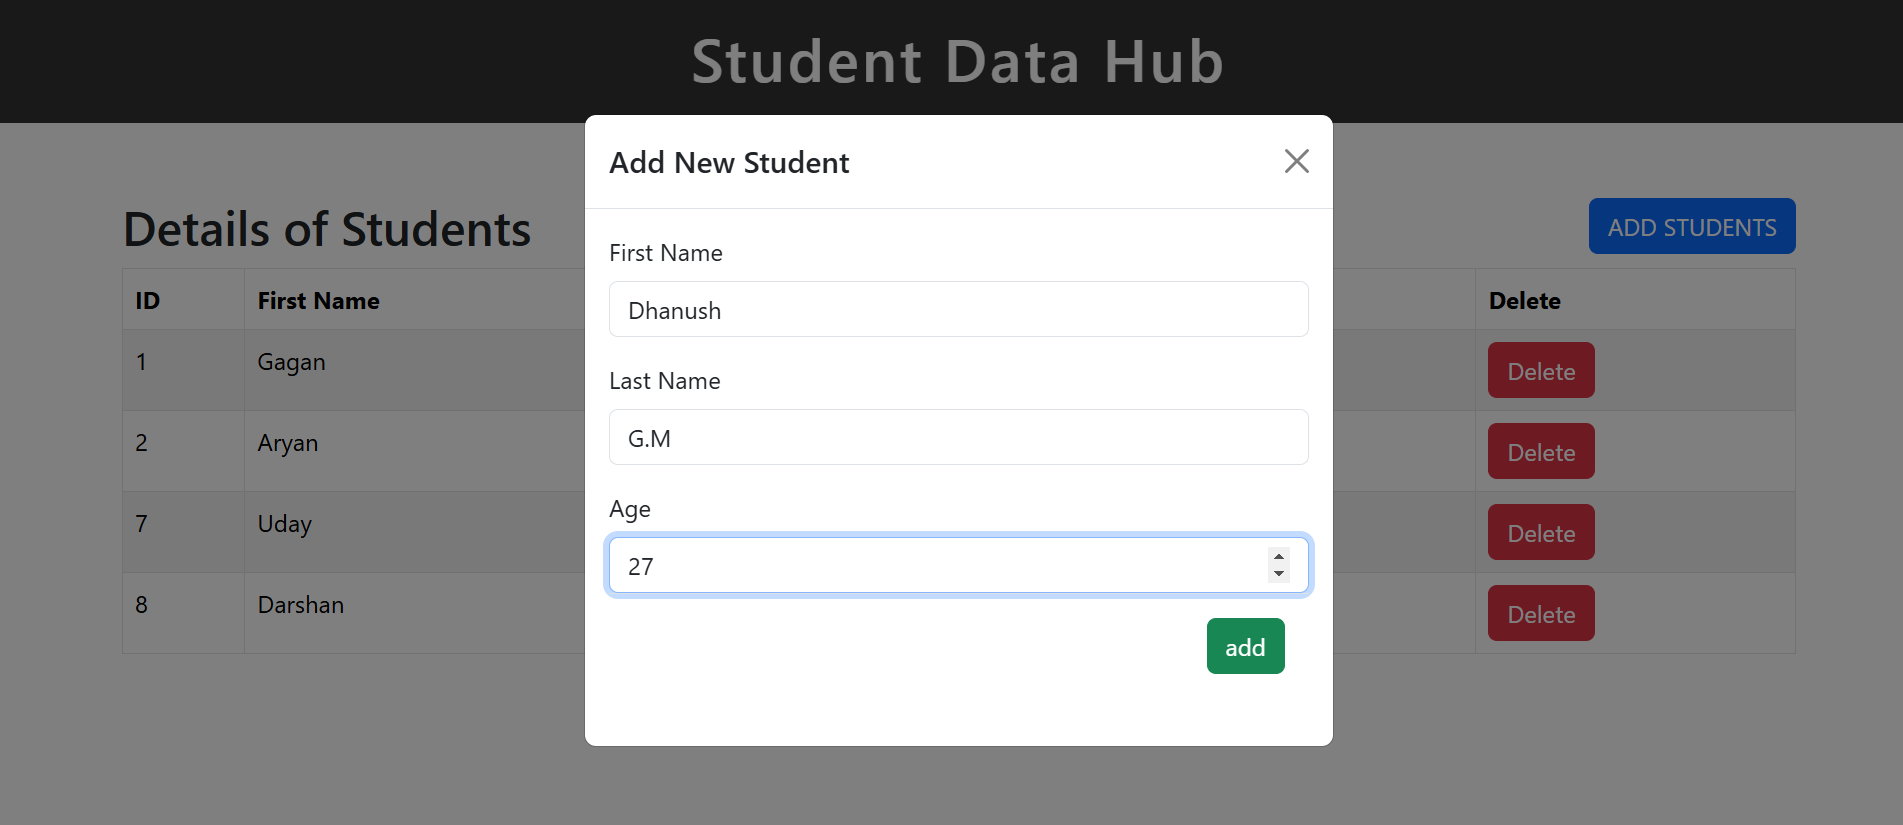 Student Data Hub
Add New Student
Details of Students
ADD STUDENTS
First Name
Dhanush
ID First Name Delete
1 Gagan Delete
Last Name
G.M
2 Aryan Delete
Age
27
7 Uday Delete
8 Darshan Delete
add